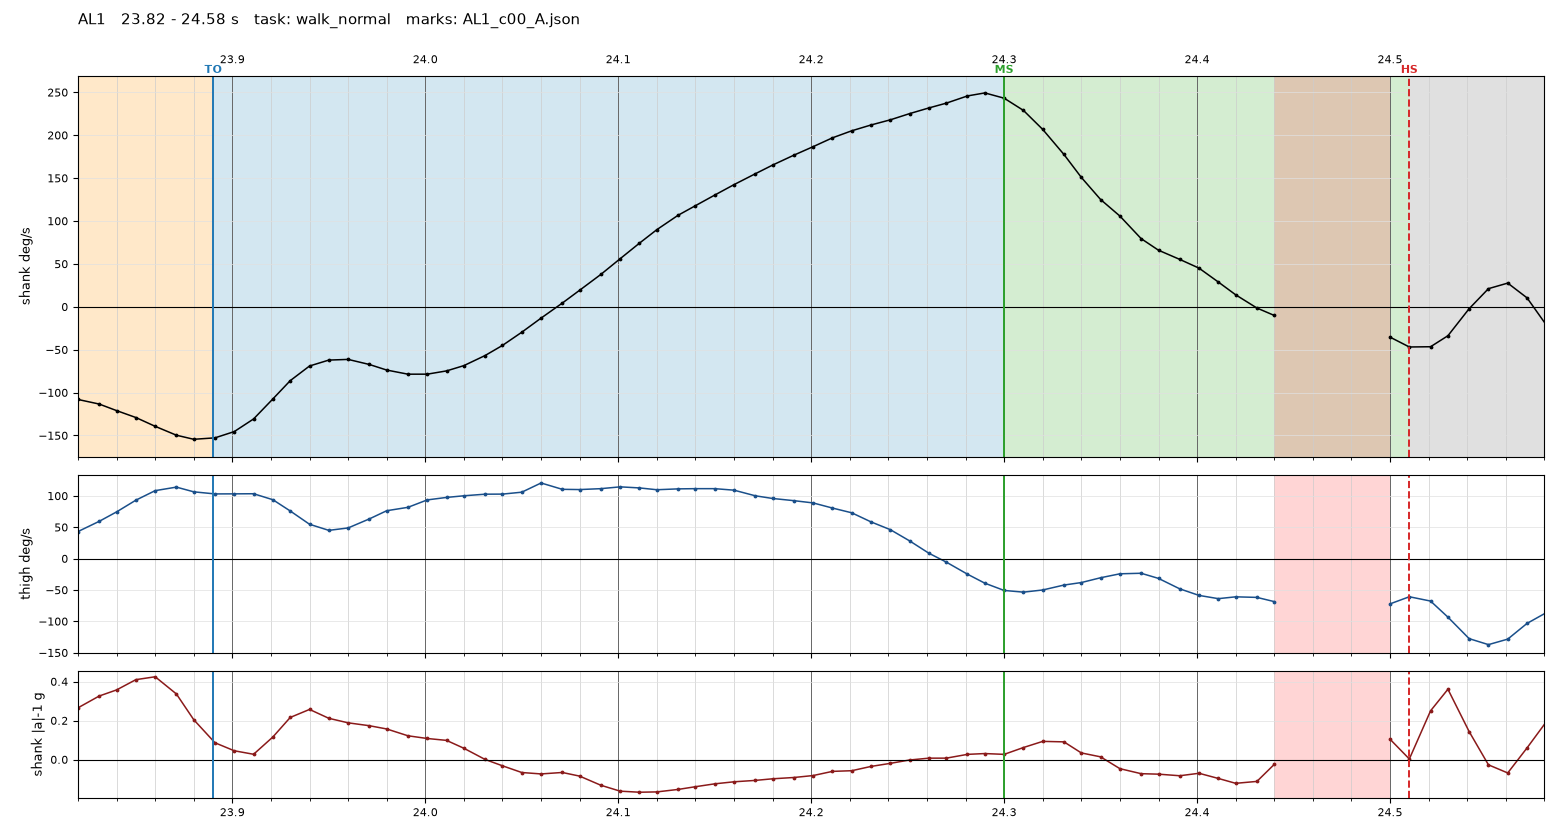 AL1   23.82 - 24.58 s   task: walk_normal   marks: AL1_c00_A.json
23.9 24.0 24.1 24.2 24.3 24.4 24.5
TO MS HS
shank deg/s
250
200
150
100
50
0
−50
−100
−150
thigh deg/s
100
50
0
−50
−100
−150
shank |a|-1 g
0.4
0.2
0.0
23.9 24.0 24.1 24.2 24.3 24.4 24.5